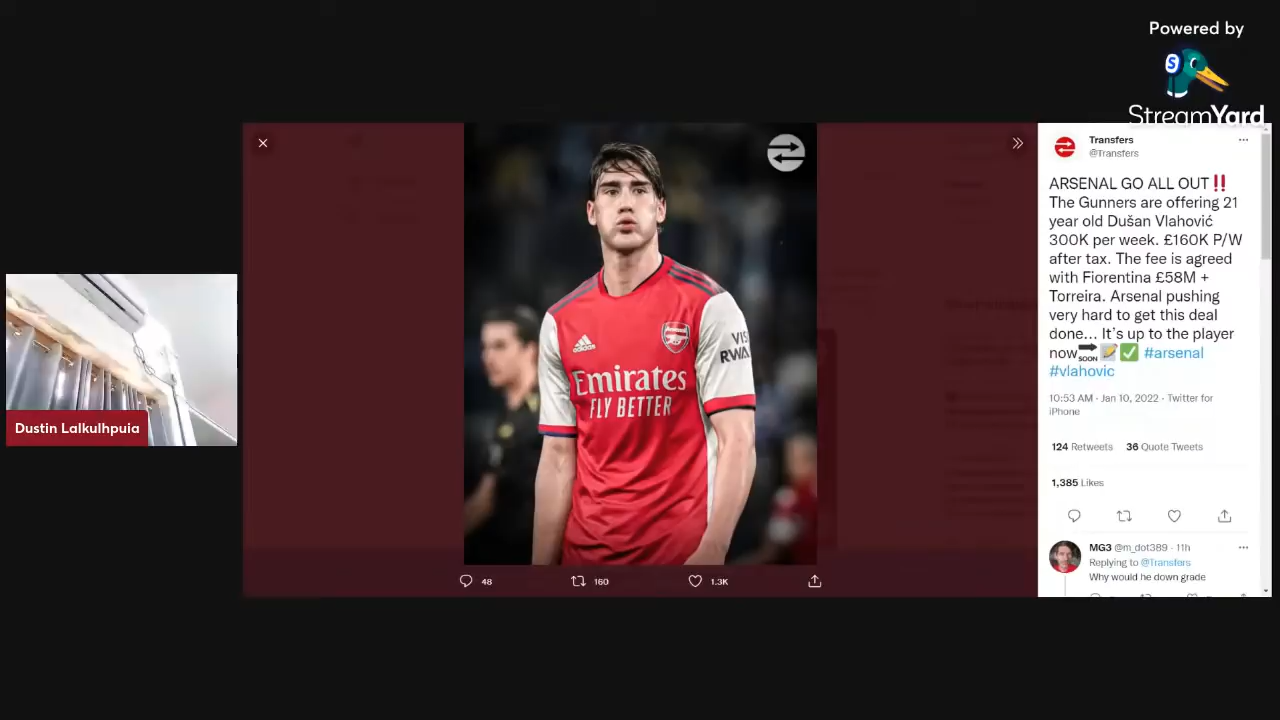 Powered by
StreamYard
Dustin Lalkulhpuia
adidas
Arsenal
Emirates
FLY BETTER
VIS
RWA
48
160
1.3K
Transfers
@Transfers
ARSENAL GO ALL OUT‼️
The Gunners are offering 21
year old Dušan Vlahović
300K per week. £160K P/W
after tax. The fee is agreed
with Fiorentina £58M +
Torreira. Arsenal pushing
very hard to get this deal
done... It's up to the player
now🔜📝✅ #arsenal
#vlahovic
10:53 AM · Jan 10, 2022 · Twitter for
iPhone
124 Retweets 36 Quote Tweets
1,385 Likes
MG3 @m_dot389 · 11h
Replying to @Transfers
Why would he down grade